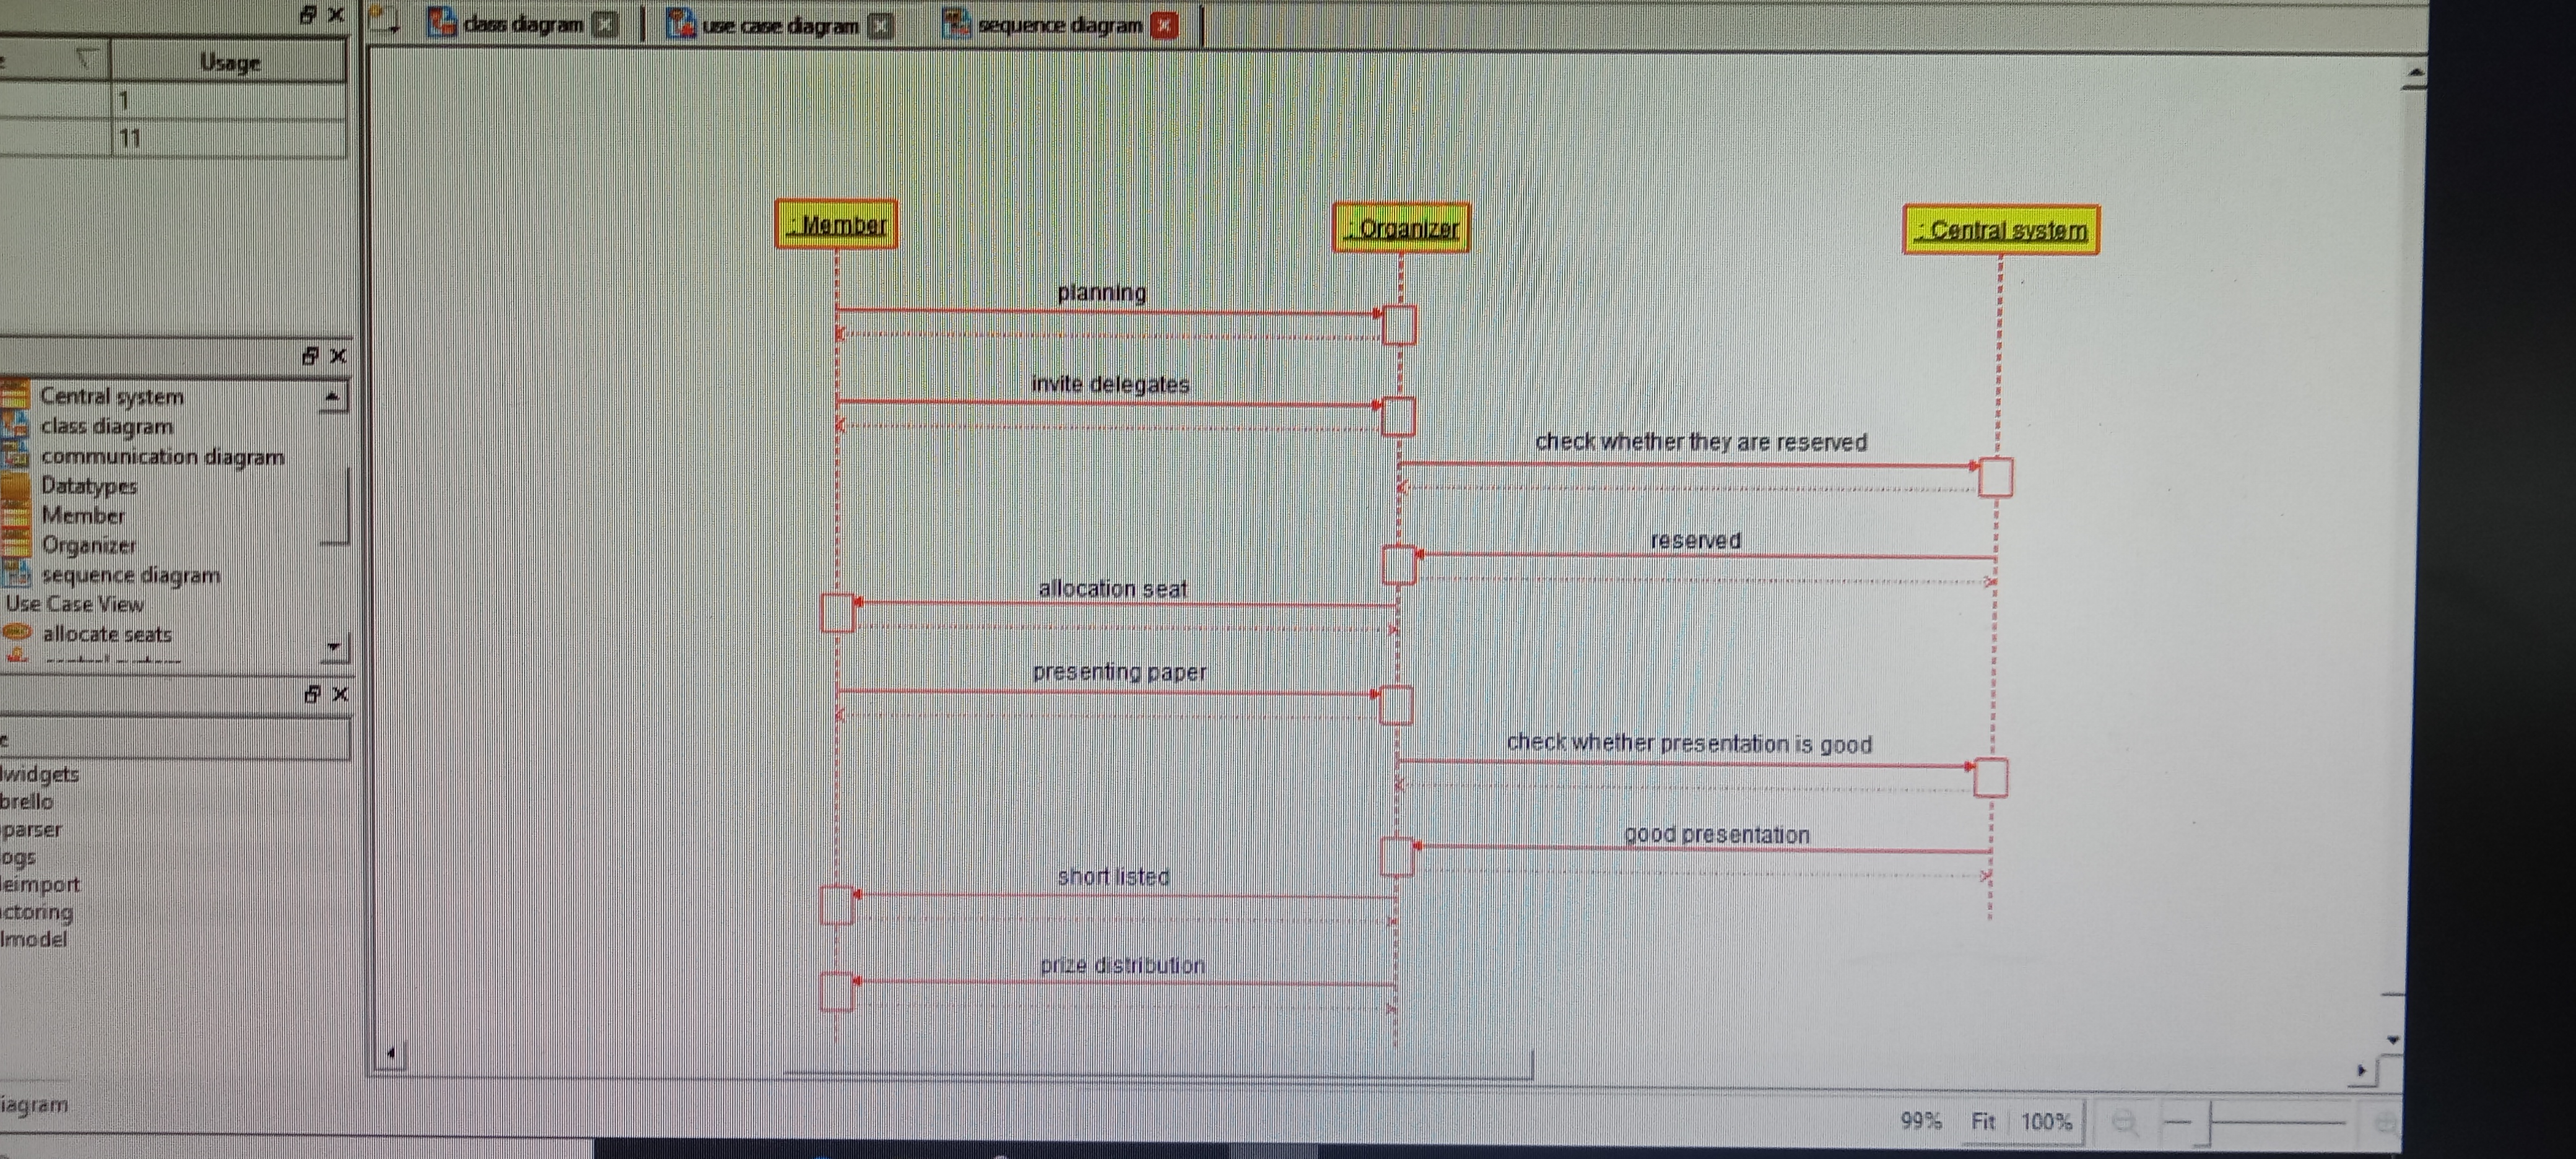 class diagram
use case diagram
sequence diagram
Usage
1
11
Central system
class diagram
communication diagram
Datatypes
Member
Organizer
sequence diagram
Use Case View
allocate seats
lwidgets
brello
parser
ogs
leimport
ctoring
lmodel
iagram
: Member
: Organizer
: Central system
planning
invite delegates
check whether they are reserved
reserved
allocation seat
presenting paper
check whether presentation is good
good presentation
short listed
prize distribution
99%
Fit
100%